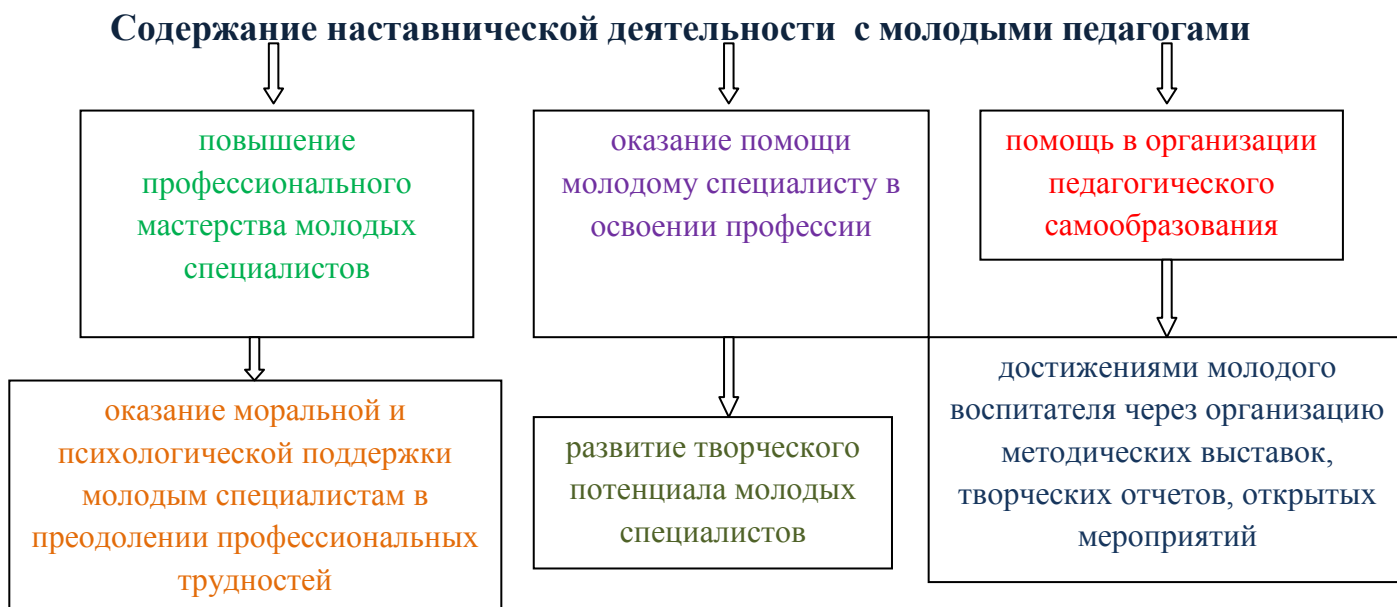 Содержание наставнической деятельности с молодыми педагогами
повышение
профессионального
мастерства молодых
специалистов
оказание помощи
молодому специалисту в
освоении профессии
помощь в организации
педагогического
самообразования
оказание моральной и
психологической поддержки
молодым специалистам в
преодолении профессиональных
трудностей
развитие творческого
потенциала молодых
специалистов
достижениями молодого
воспитателя через организацию
методических выставок,
творческих отчетов, открытых
мероприятий